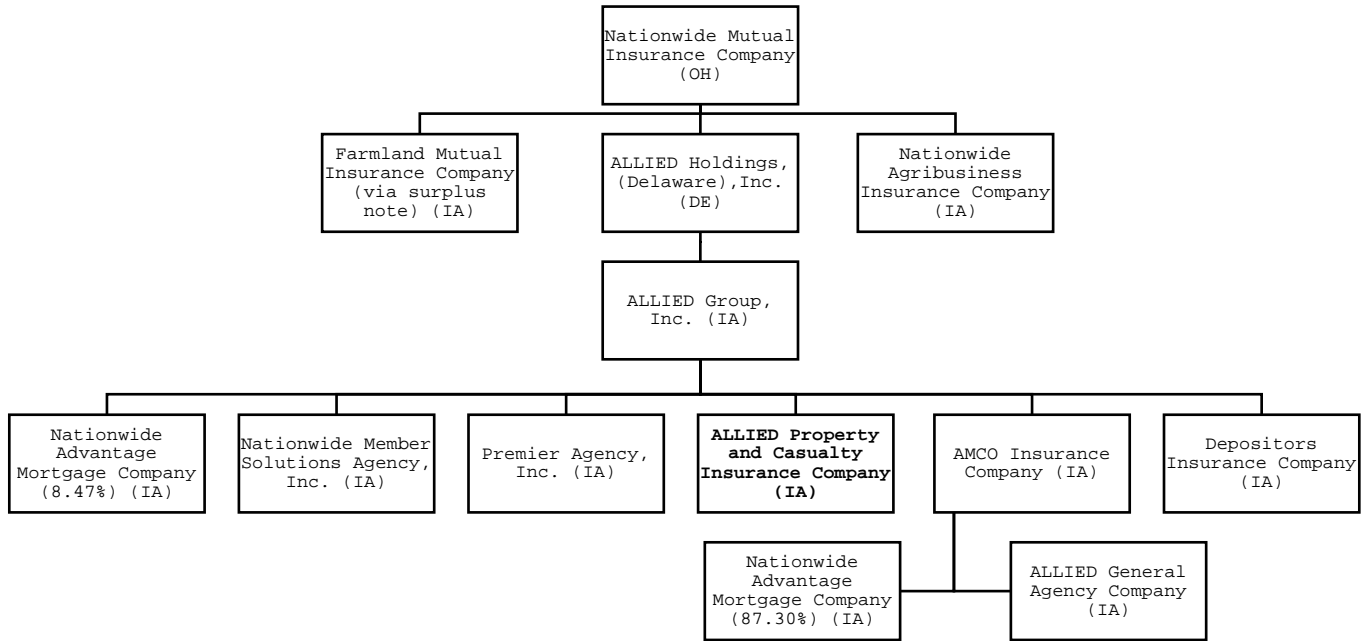 Nationwide Mutual
Insurance Company
(OH)
Farmland Mutual
Insurance Company
(via surplus
note) (IA)
ALLIED Holdings,
(Delaware),Inc.
(DE)
Nationwide
Agribusiness
Insurance Company
(IA)
ALLIED Group,
Inc. (IA)
Nationwide
Advantage
Mortgage Company
(8.47%) (IA)
Nationwide Member
Solutions Agency,
Inc. (IA)
Premier Agency,
Inc. (IA)
ALLIED Property
and Casualty
Insurance Company
(IA)
AMCO Insurance
Company (IA)
Depositors
Insurance Company
(IA)
Nationwide
Advantage
Mortgage Company
(87.30%) (IA)
ALLIED General
Agency Company
(IA)